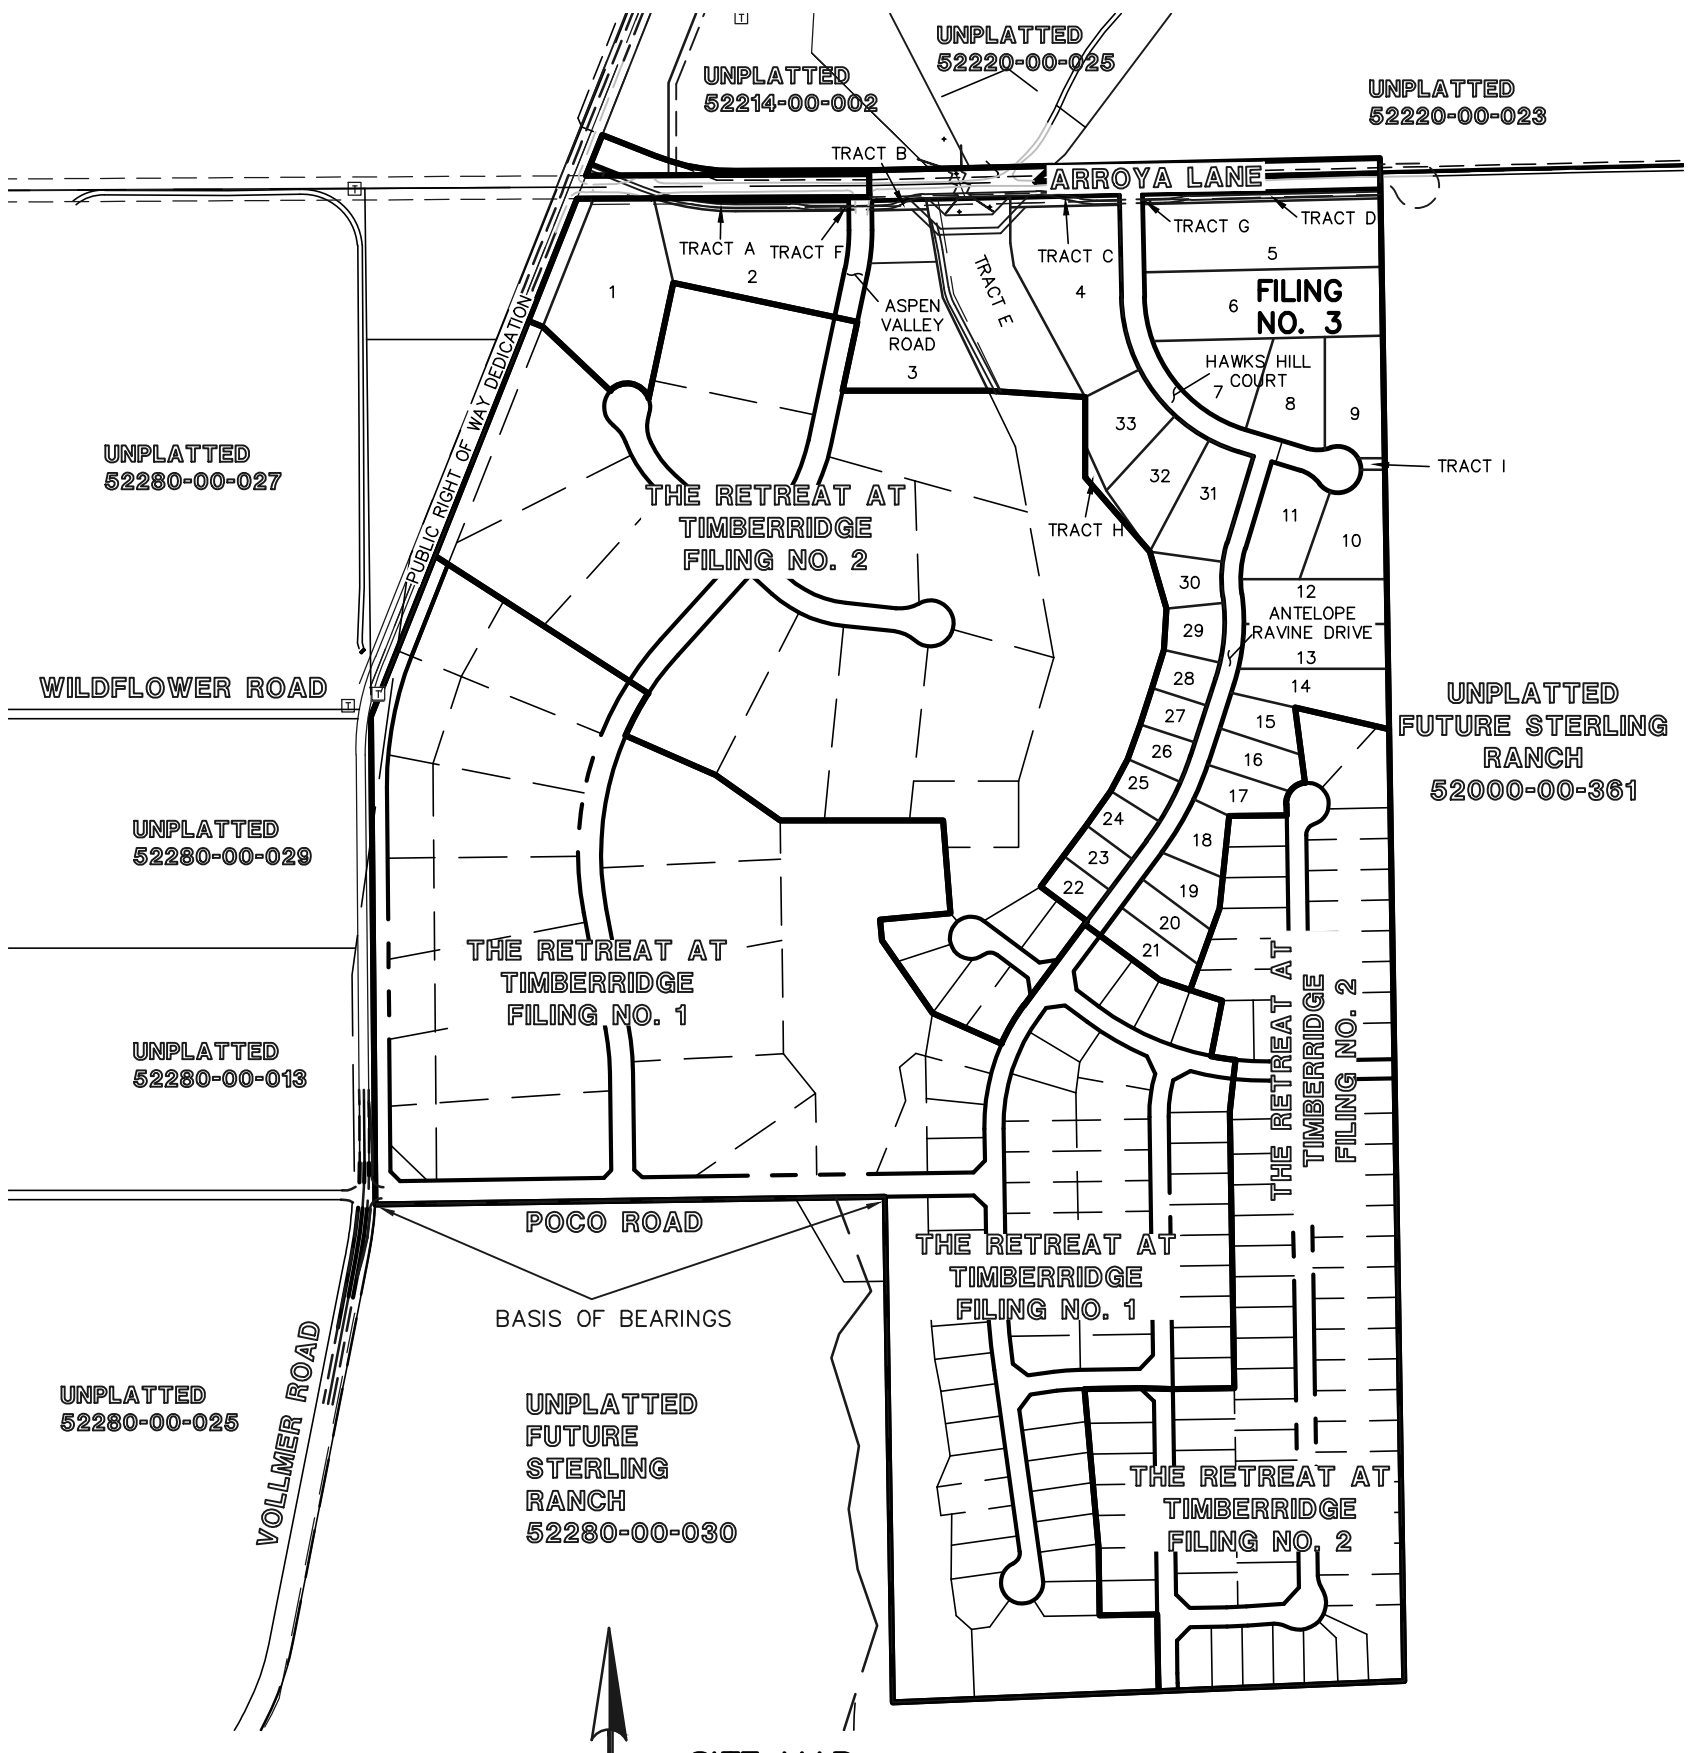 UNPLATTED
52220-00-025
UNPLATTED
52214-00-002
UNPLATTED
52220-00-023
TRACT B
ARROYA LANE
TRACT A
TRACT F
TRACT C
TRACT G
TRACT D
TRACT E
1
2
3
4
5
6
FILING
NO. 3
ASPEN
VALLEY
ROAD
HAWKS HILL
COURT
7
8
9
33
32
31
TRACT I
TRACT H
11
10
PUBLIC RIGHT OF WAY DEDICATION
UNPLATTED
52280-00-027
THE RETREAT AT
TIMBERRIDGE
FILING NO. 2
30
12
ANTELOPE
RAVINE DRIVE
29
13
28
14
27
15
26
16
25
17
24
18
23
22
19
20
21
WILDFLOWER ROAD
UNPLATTED
FUTURE STERLING
RANCH
52000-00-361
UNPLATTED
52280-00-029
THE RETREAT AT
TIMBERRIDGE
FILING NO. 1
THE RETREAT AT
TIMBERRIDGE
FILING NO. 2
UNPLATTED
52280-00-013
POCO ROAD
THE RETREAT AT
TIMBERRIDGE
FILING NO. 1
BASIS OF BEARINGS
VOLLMER ROAD
UNPLATTED
52280-00-025
UNPLATTED
FUTURE
STERLING
RANCH
52280-00-030
THE RETREAT AT
TIMBERRIDGE
FILING NO. 2
T
T
T
T